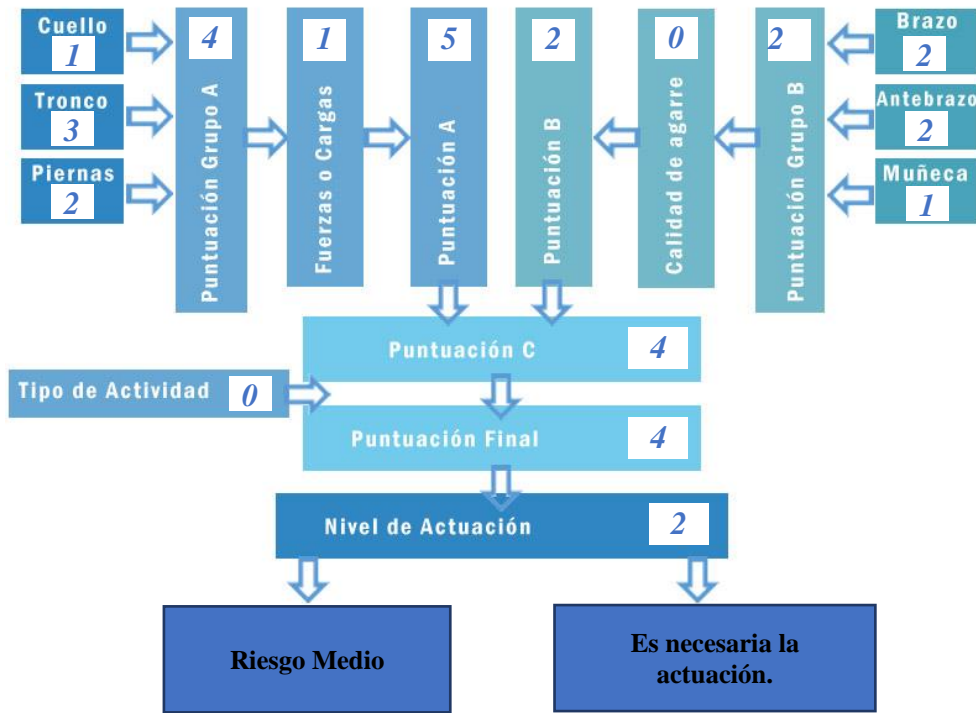 Cuello
1
Tronco
3
Piernas
2
4
Puntuación Grupo A
1
Fuerzas o Cargas
5
Puntuación A
2
Puntuación B
0
Calidad de agarre
2
Puntuación Grupo B
Brazo
2
Antebrazo
2
Muñeca
1
Puntuación C 4
Tipo de Actividad 0
Puntuación Final 4
Nivel de Actuación 2
Riesgo Medio
Es necesaria la
actuación.